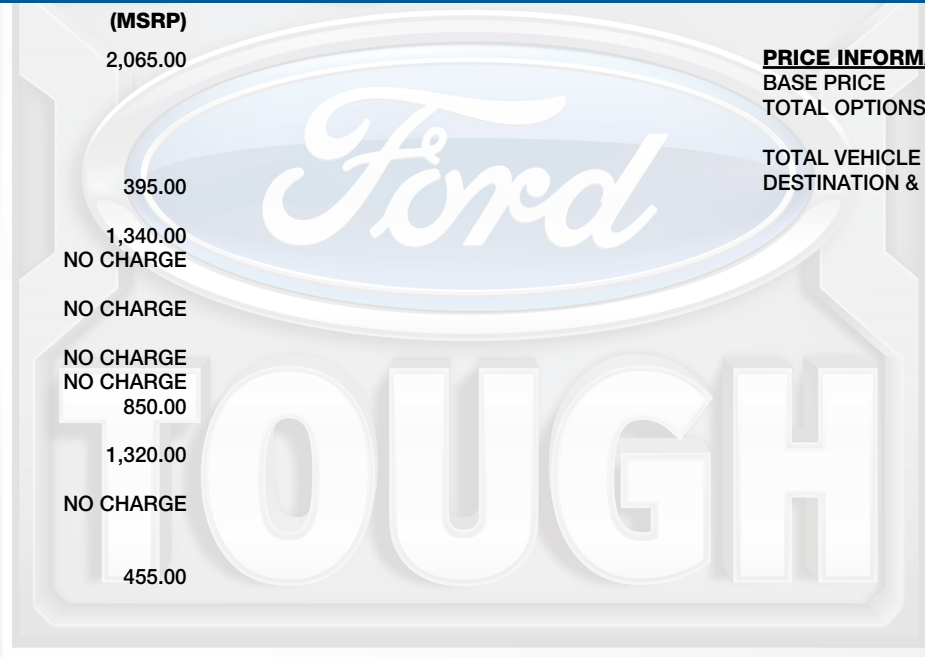 (MSRP)
2,065.00
395.00
1,340.00
NO CHARGE
NO CHARGE
NO CHARGE
NO CHARGE
850.00
1,320.00
NO CHARGE
455.00
PRICE INFORMA
BASE PRICE
TOTAL OPTIONS
TOTAL VEHICLE
DESTINATION &
Ford
TOUGH